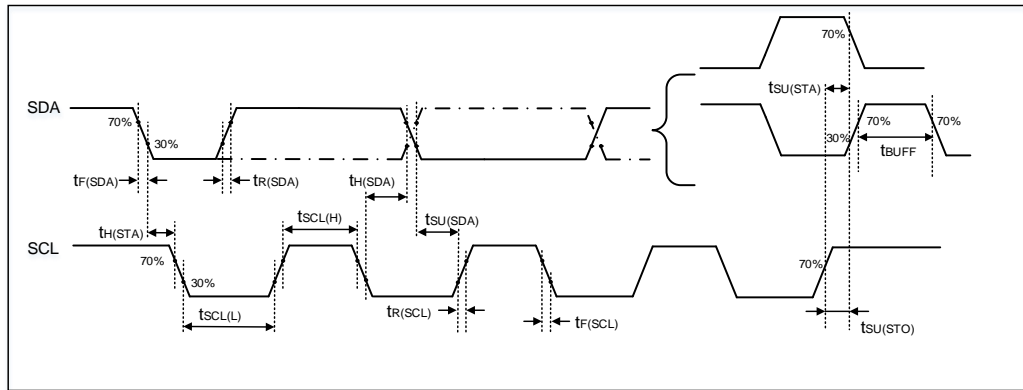 70%
tSU(STA)
SDA
70%
30%
30%
70%
70%
tF(SDA)
tR(SDA)
tH(SDA)
tBUFF
tH(STA)
tSCL(H)
tSU(SDA)
SCL
70%
30%
70%
tSCL(L)
tR(SCL)
tF(SCL)
tSU(STO)